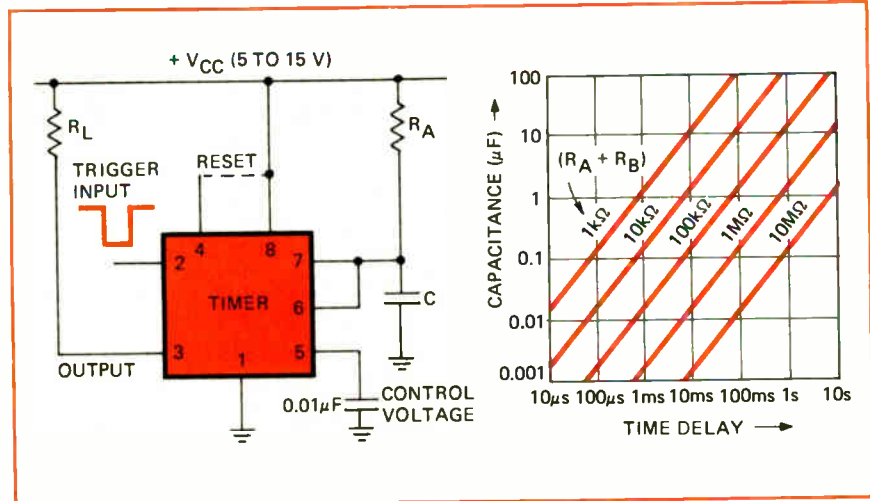 + VCC (5 TO 15 V)
RL
RA
RESET
TRIGGER
INPUT
4
8
2
7
TIMER
6
C
3
1
5
OUTPUT
0.01µF
CONTROL
VOLTAGE
CAPACITANCE (µF)
100
10
1
0.1
0.01
0.001
(RA + RB)
1kΩ
10kΩ
100kΩ
1MΩ
10MΩ
10µs
100µs
1ms
10ms
100ms
1s
10s
TIME DELAY